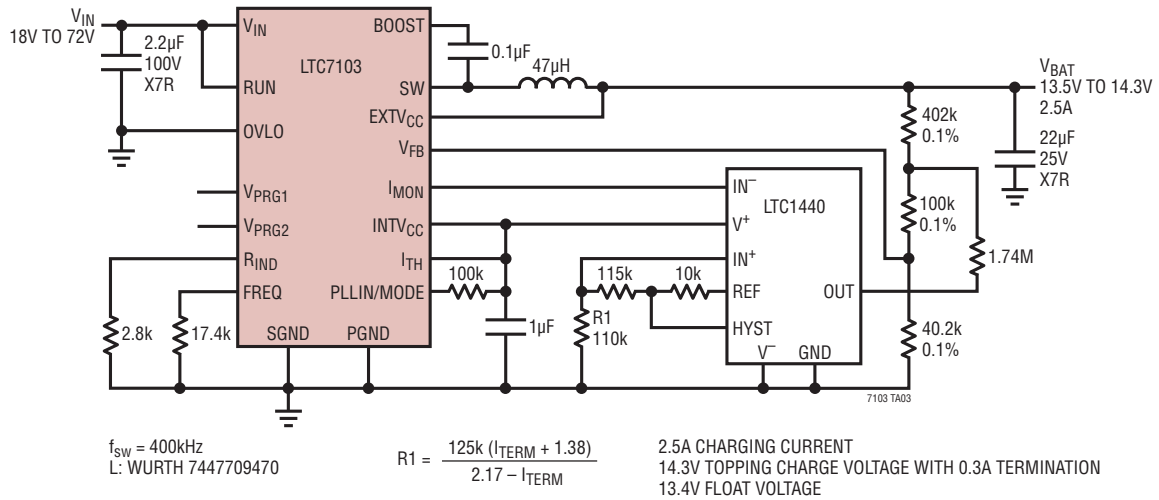 V_IN
18V TO 72V
2.2µF
100V
X7R
V_IN
RUN
OVLO
V_PRG1
V_PRG2
R_IND
FREQ
SGND
PGND
LTC7103
BOOST
SW
EXTV_CC
V_FB
I_MON
INTV_CC
I_TH
PLLIN/MODE
0.1µF
47µH
V_BAT
13.5V TO 14.3V
2.5A
22µF
25V
X7R
402k
0.1%
100k
0.1%
1.74M
40.2k
0.1%
LTC1440
IN⁻
V⁺
IN⁺
REF
HYST
V⁻
GND
OUT
115k
10k
R1
110k
100k
1µF
2.8k
17.4k
7103 TA03
f_SW = 400kHz
L: WURTH 7447709470
R1 = 125k (I_TERM + 1.38) / 2.17 – I_TERM
2.5A CHARGING CURRENT
14.3V TOPPING CHARGE VOLTAGE WITH 0.3A TERMINATION
13.4V FLOAT VOLTAGE